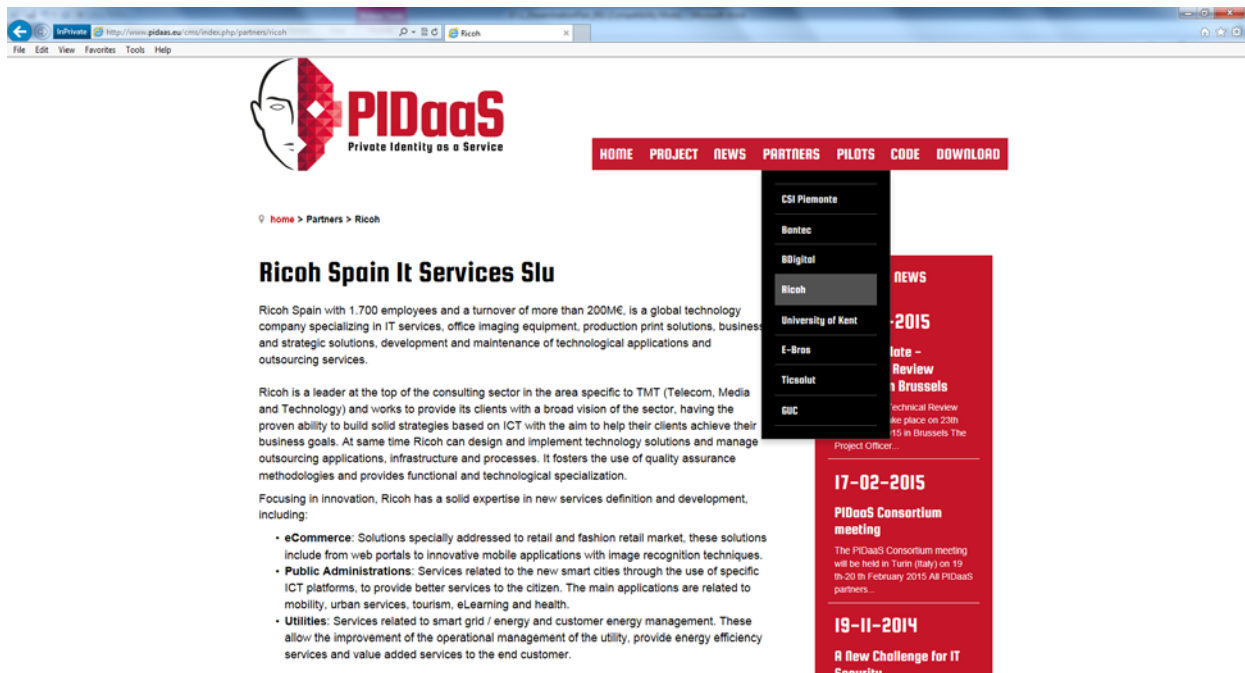 InPrivate
http://www.pidaas.eu/cms/index.php/partners/ricoh
Ricoh
File Edit View Favorites Tools Help
PIDaaS
Private Identity as a Service
HOME PROJECT NEWS PARTNERS PILOTS CODE DOWNLOAD
CSI Piemonte
Bantec
BDigital
Ricoh
University of Kent
E-Bros
Ticsalut
GUC
home > Partners > Ricoh
Ricoh Spain It Services Slu
Ricoh Spain with 1.700 employees and a turnover of more than 200M€, is a global technology
company specializing in IT services, office imaging equipment, production print solutions, business
and strategic solutions, development and maintenance of technological applications and
outsourcing services.
Ricoh is a leader at the top of the consulting sector in the area specific to TMT (Telecom, Media
and Technology) and works to provide its clients with a broad vision of the sector, having the
proven ability to build solid strategies based on ICT with the aim to help their clients achieve their
business goals. At same time Ricoh can design and implement technology solutions and manage
outsourcing applications, infrastructure and processes. It fosters the use of quality assurance
methodologies and provides functional and technological specialization.
Focusing in innovation, Ricoh has a solid expertise in new services definition and development,
including:
• eCommerce: Solutions specially addressed to retail and fashion retail market, these solutions
include from web portals to innovative mobile applications with image recognition techniques.
• Public Administrations: Services related to the new smart cities through the use of specific
ICT platforms, to provide better services to the citizen. The main applications are related to
mobility, urban services, tourism, eLearning and health.
• Utilities: Services related to smart grid / energy and customer energy management. These
allow the improvement of the operational management of the utility, provide energy efficiency
services and value added services to the end customer.
NEWS
-2015
Review
Brussels
Technical Review
place on 23th
2015 in Brussels The
Project Officer...
17-02-2015
PIDaaS Consortium
meeting
The PIDaaS Consortium meeting
will be held in Turin (Italy) on 19
th-20 th February 2015 All PIDaaS
partners...
19-11-2014
A New Challenge for IT
Security